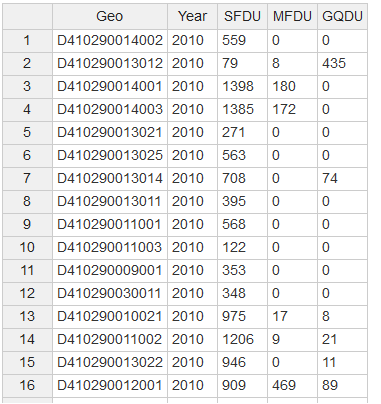 Geo Year SFDU MFDU GQDU
1 D410290014002 2010 559 0 0
2 D410290013012 2010 79 8 435
3 D410290014001 2010 1398 180 0
4 D410290014003 2010 1385 172 0
5 D410290013021 2010 271 0 0
6 D410290013025 2010 563 0 0
7 D410290013014 2010 708 0 74
8 D410290013011 2010 395 0 0
9 D410290011001 2010 568 0 0
10 D410290011003 2010 122 0 0
11 D410290009001 2010 353 0 0
12 D410290030011 2010 348 0 0
13 D410290010021 2010 975 17 8
14 D410290011002 2010 1206 9 21
15 D410290013022 2010 946 0 11
16 D410290012001 2010 909 469 89